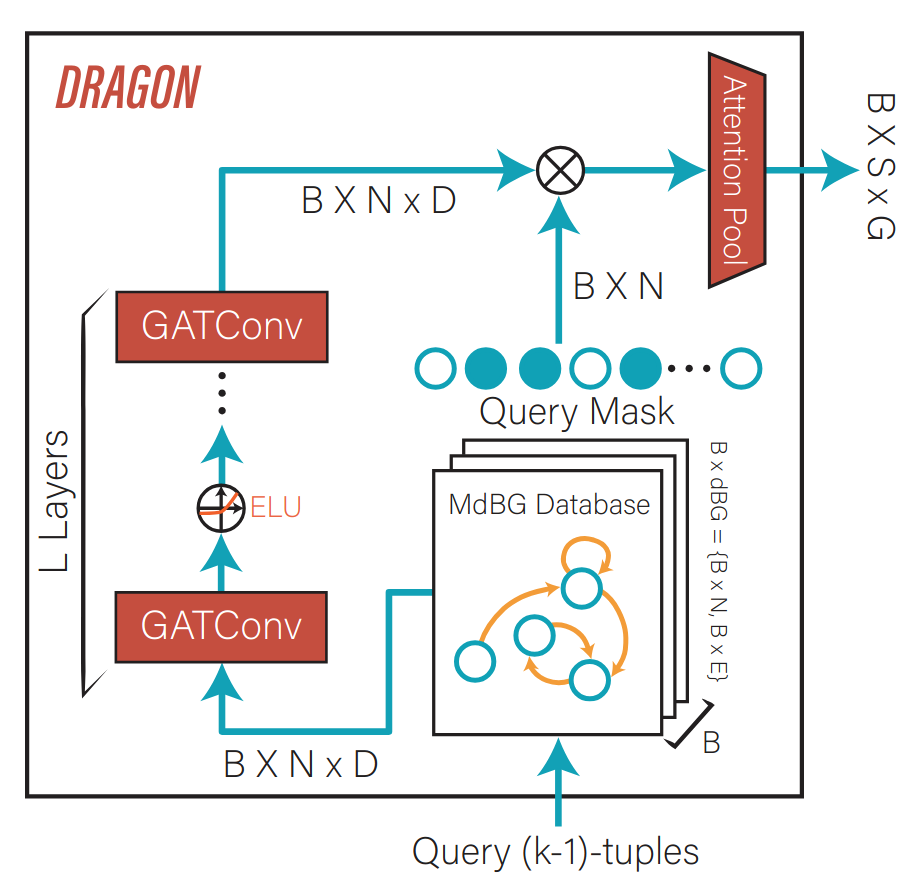 DRAGON
Attention Pool
B X S x G
B X N x D
B X N
GATConv
Query Mask
L Layers
ELU
MdBG Database
B x dBG = {B x N, B x E}
GATConv
B
B X N x D
Query (k-1)-tuples